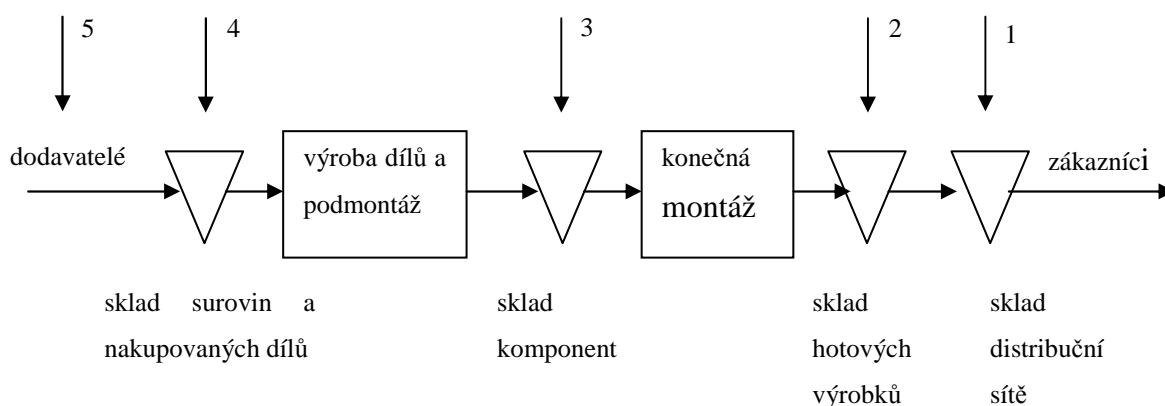 5
4
3
2
1
dodavatelé
výroba dílů a
podmontáž
konečná
montáž
zákazníci
sklad surovin a
nakupovaných dílů
sklad
komponent
sklad
hotových
výrobků
sklad
distribuční
sítě